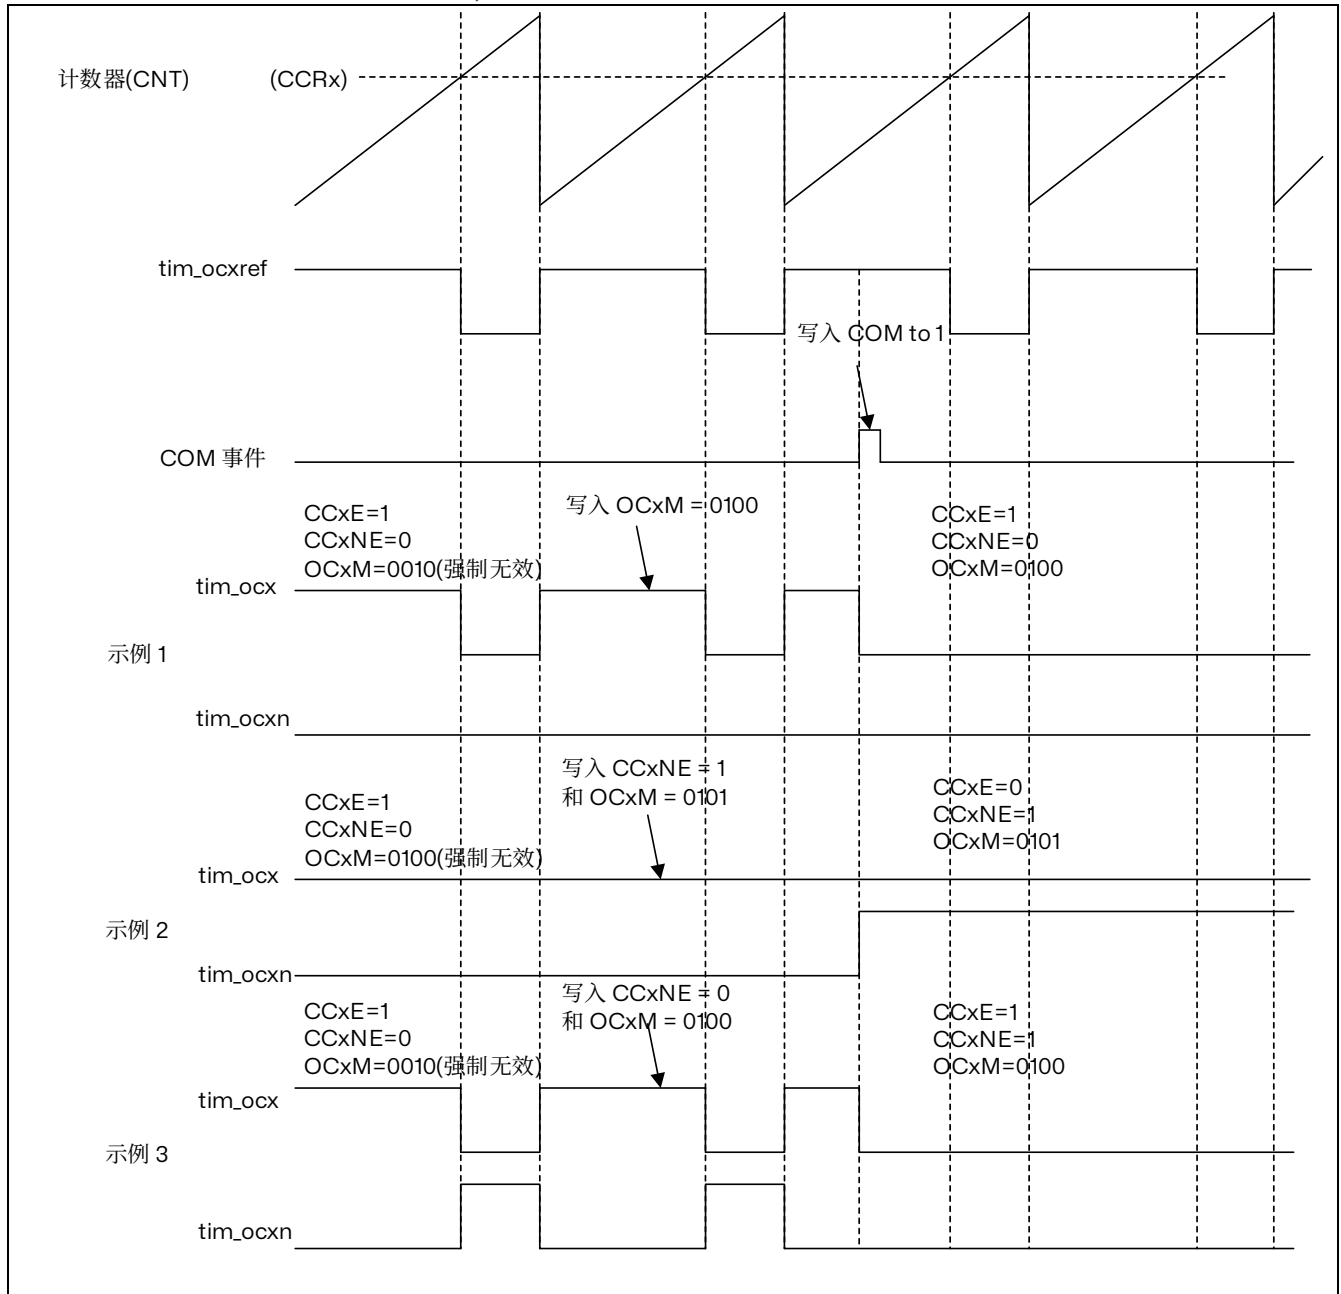 计数器(CNT)
(CCRx)
tim_ocxref
写入 COM to 1
COM 事件
CCxE=1
CCxNE=0
OCxM=0010(强制无效)
写入 OCxM = 0100
CCxE=1
CCxNE=0
OCxM=0100
tim_ocx
示例 1
tim_ocxn
CCxE=1
CCxNE=0
OCxM=0100(强制无效)
写入 CCxNE = 1
和 OCxM = 0101
CCxE=0
CCxNE=1
OCxM=0101
tim_ocx
示例 2
tim_ocxn
CCxE=1
CCxNE=0
OCxM=0010(强制无效)
写入 CCxNE = 0
和 OCxM = 0100
CCxE=1
CCxNE=1
OCxM=0100
tim_ocx
示例 3
tim_ocxn